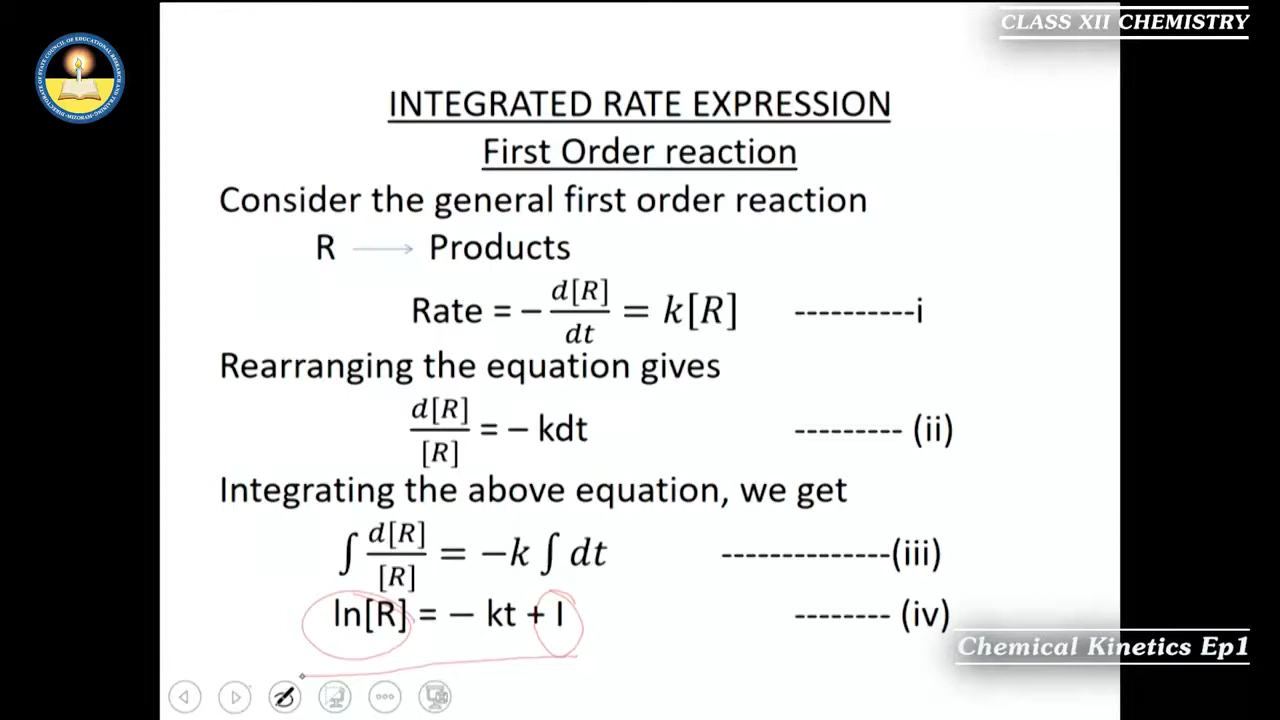 CLASS XII CHEMISTRY
INTEGRATED RATE EXPRESSION
First Order reaction
Consider the general first order reaction
R ⟶ Products
Rate = − d[R]/dt = k[R] ----------i
Rearranging the equation gives
d[R]/[R] = − kdt --------- (ii)
Integrating the above equation, we get
∫ d[R]/[R] = −k ∫ dt --------------(iii)
ln[R] = − kt + I -------- (iv)
Chemical Kinetics Ep1